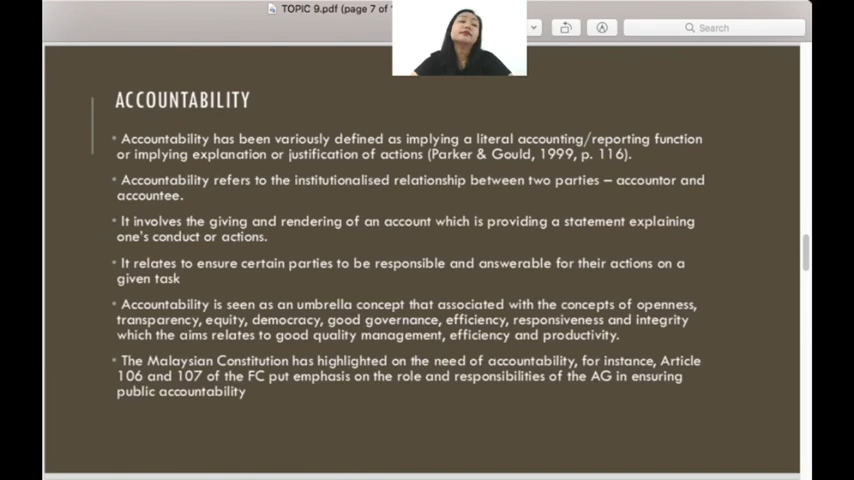 TOPIC 9.pdf (page 7 of
Search
ACCOUNTABILITY
• Accountability has been variously defined as implying a literal accounting/reporting function
or implying explanation or justification of actions (Parker & Gould, 1999, p. 116).
• Accountability refers to the institutionalised relationship between two parties – accountor and
accountee.
• It involves the giving and rendering of an account which is providing a statement explaining
one's conduct or actions.
• It relates to ensure certain parties to be responsible and answerable for their actions on a
given task
• Accountability is seen as an umbrella concept that associated with the concepts of openness,
transparency, equity, democracy, good governance, efficiency, responsiveness and integrity
which the aims relates to good quality management, efficiency and productivity.
• The Malaysian Constitution has highlighted on the need of accountability, for instance, Article
106 and 107 of the FC put emphasis on the role and responsibilities of the AG in ensuring
public accountability